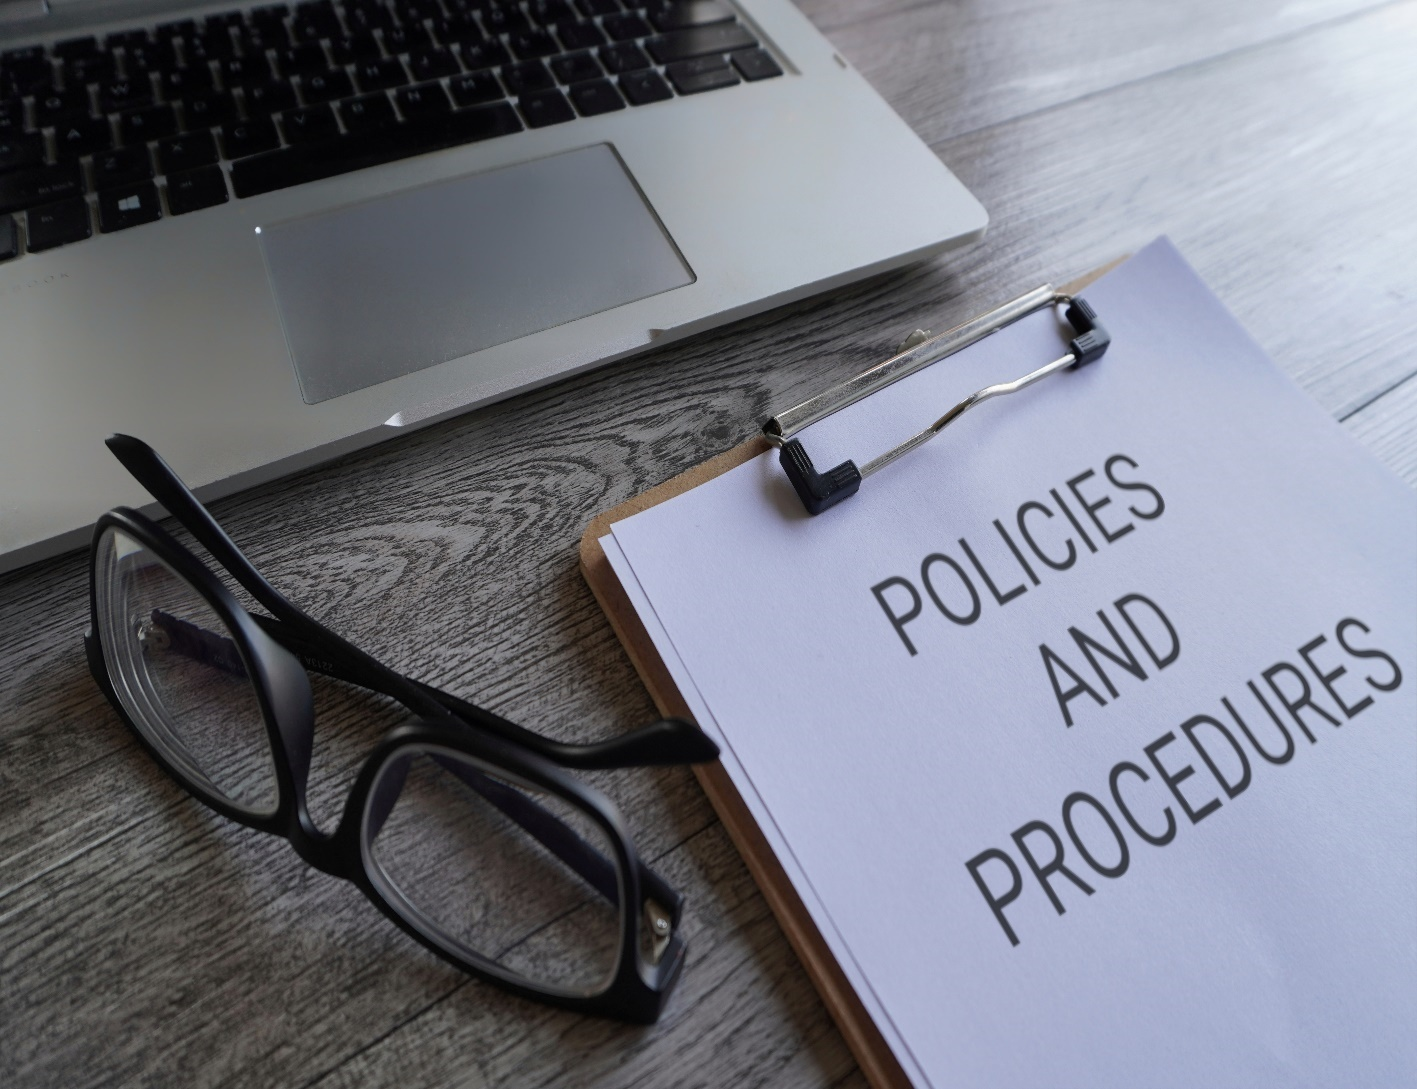 POLICIES
AND
PROCEDURES